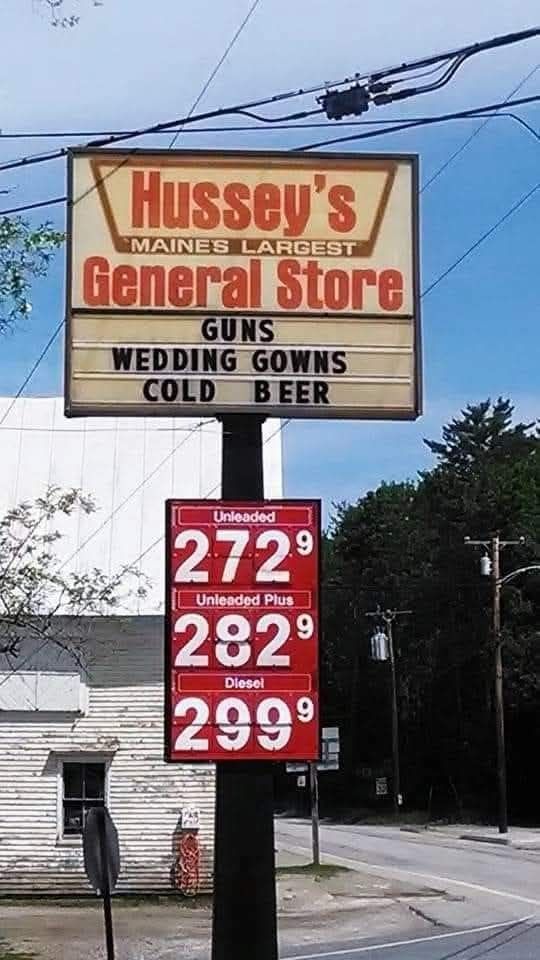 Hussey's
MAINE'S LARGEST
General Store
GUNS
WEDDING GOWNS
COLD BEER
Unleaded
272 9
Unleaded Plus
282 9
Diesel
299 9